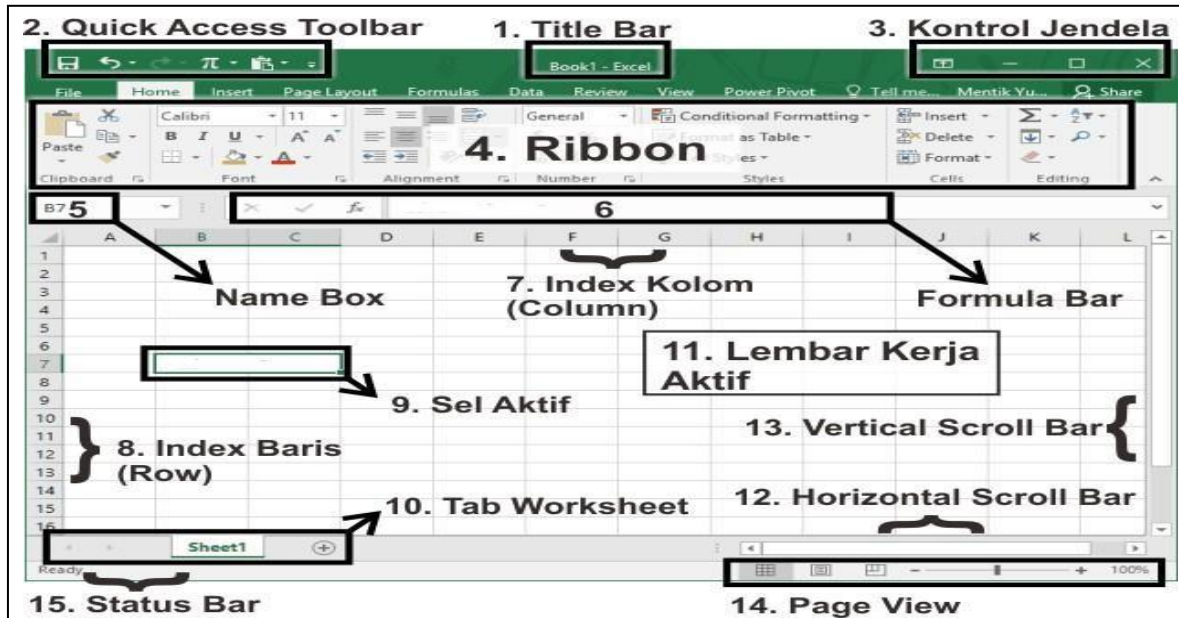 2. Quick Access Toolbar 1. Title Bar 3. Kontrol Jendela
Book1 - Excel
File Home Insert Page Layout Formulas Data Review View Power Pivot Tell me... Mentik Yu... Share
Calibri 11 General Conditional Formatting Insert
Paste B I U as Table Delete
4. Ribbon
Format
Clipboard Font Alignment Number Styles Cells Editing
B7 5 fx 6
A B C D E F G H I J K L
1
2
3
4
5
6
7
8
9
10
11
12
13
14
15
16
7. Index Kolom
(Column)
Name Box
Formula Bar
11. Lembar Kerja
Aktif
9. Sel Aktif
13. Vertical Scroll Bar
8. Index Baris
(Row)
10. Tab Worksheet
12. Horizontal Scroll Bar
Sheet1
Ready 100%
15. Status Bar 14. Page View